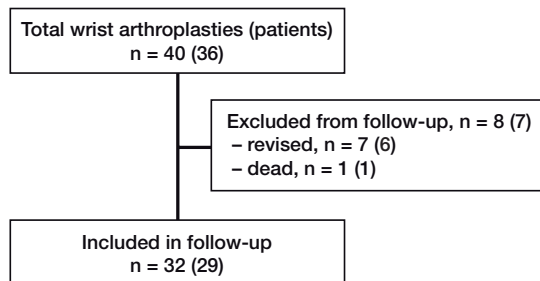 Total wrist arthroplasties (patients)
n = 40 (36)
Excluded from follow-up, n = 8 (7)
– revised, n = 7 (6)
– dead, n = 1 (1)
Included in follow-up
n = 32 (29)